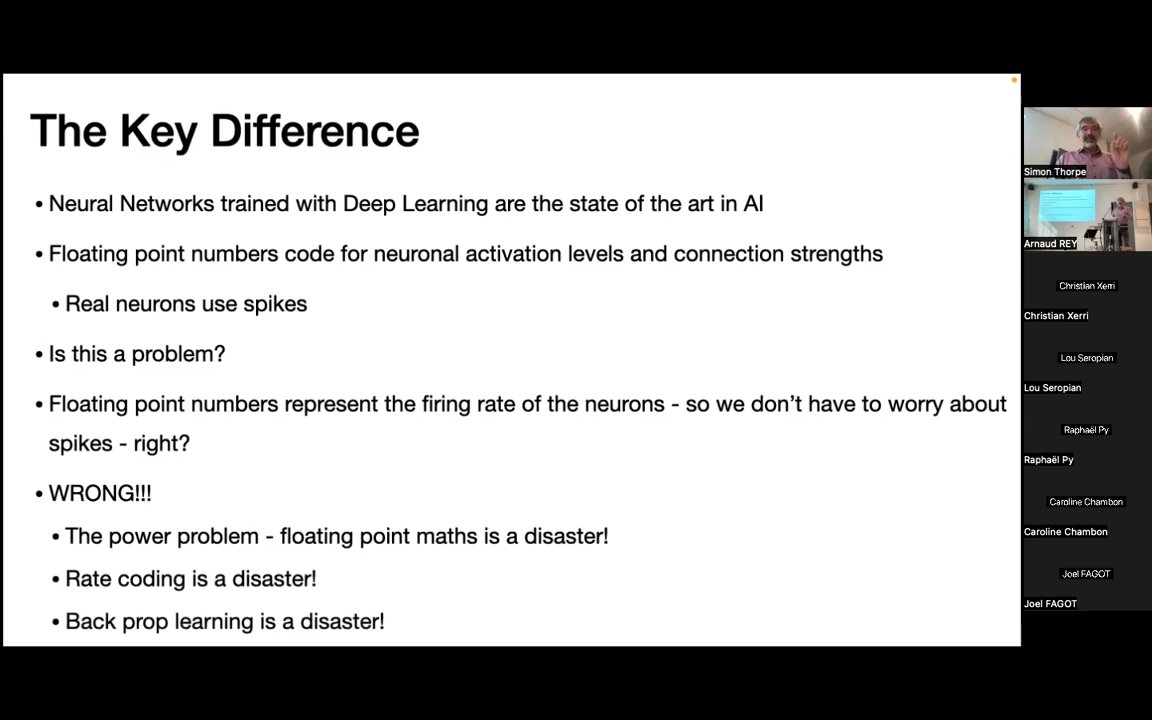 The Key Difference
• Neural Networks trained with Deep Learning are the state of the art in AI
• Floating point numbers code for neuronal activation levels and connection strengths
• Real neurons use spikes
• Is this a problem?
• Floating point numbers represent the firing rate of the neurons - so we don't have to worry about
spikes - right?
• WRONG!!!
• The power problem - floating point maths is a disaster!
• Rate coding is a disaster!
• Back prop learning is a disaster!
Simon Thorpe
Arnaud REY
Christian Xerri
Christian Xerri
Lou Seropian
Lou Seropian
Raphaël Py
Raphaël Py
Caroline Chambon
Caroline Chambon
Joel FAGOT
Joel FAGOT